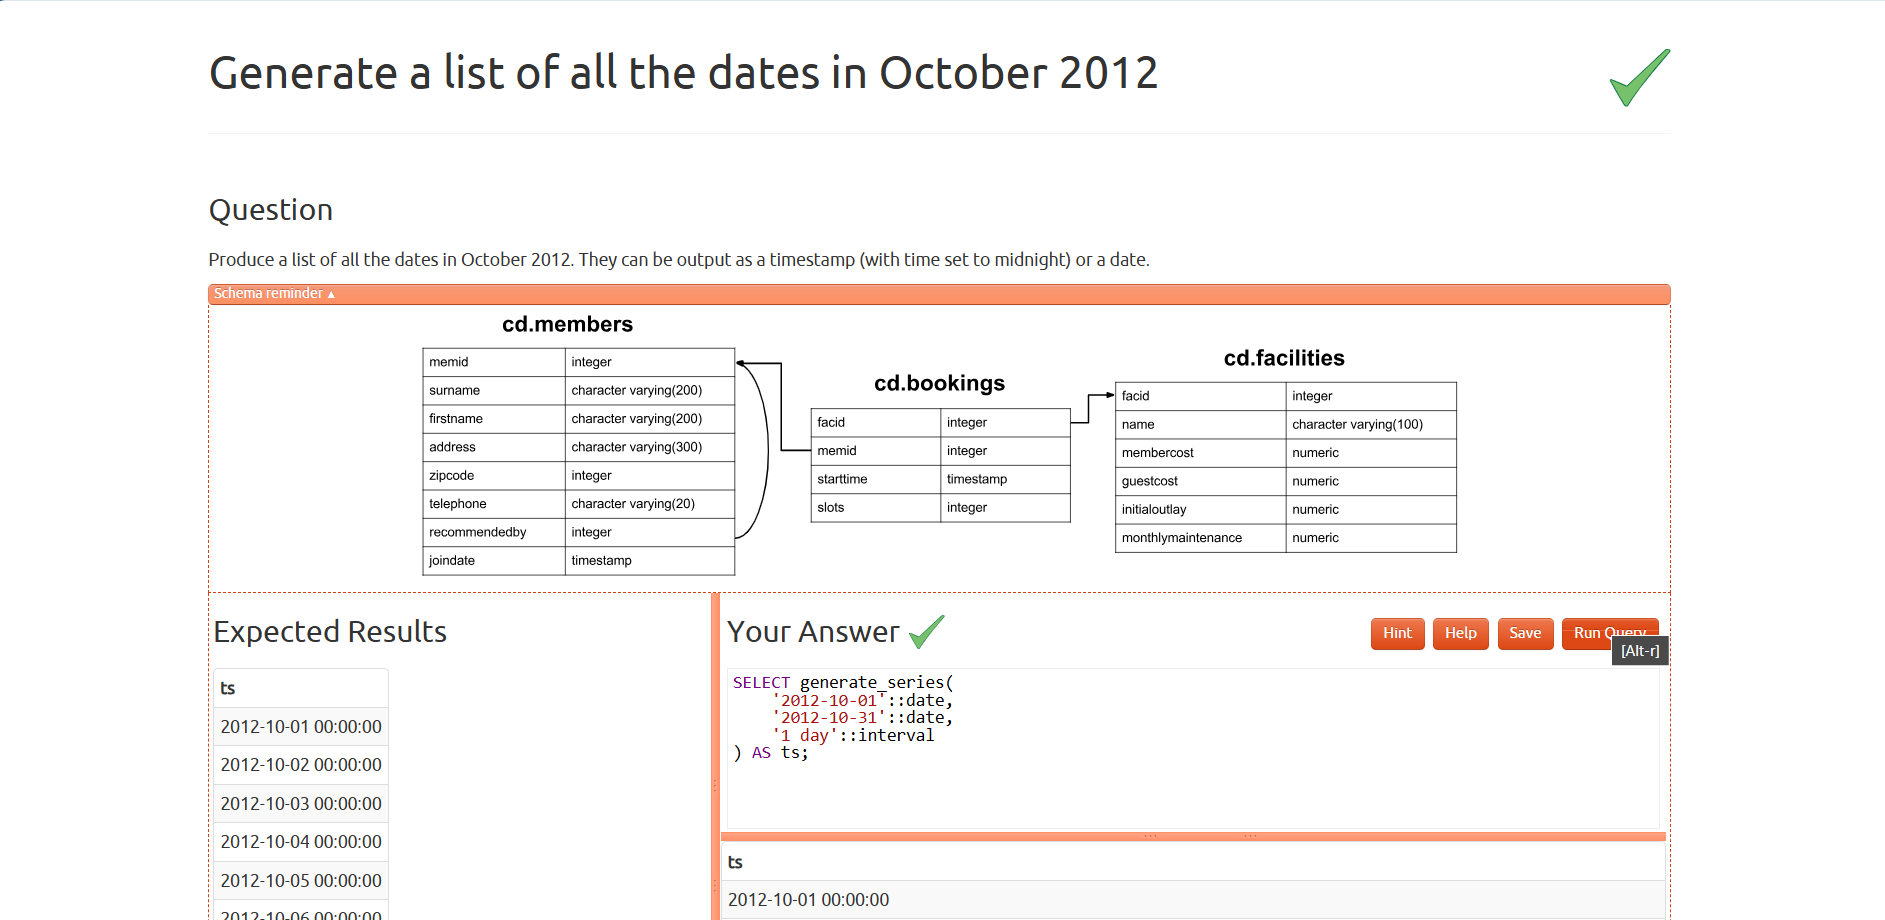 Generate a list of all the dates in October 2012
Question
Produce a list of all the dates in October 2012. They can be output as a timestamp (with time set to midnight) or a date.
Schema reminder ▲
cd.members
memid integer
surname character varying(200)
firstname character varying(200)
address character varying(300)
zipcode integer
telephone character varying(20)
recommendedby integer
joindate timestamp
cd.bookings
facid integer
memid integer
starttime timestamp
slots integer
cd.facilities
facid integer
name character varying(100)
membercost numeric
guestcost numeric
initialoutlay numeric
monthlymaintenance numeric
Expected Results
ts
2012-10-01 00:00:00
2012-10-02 00:00:00
2012-10-03 00:00:00
2012-10-04 00:00:00
2012-10-05 00:00:00
2012-10-06 00:00:00
Your Answer
Hint Help Save Run Query
[Alt-r]
SELECT generate_series(
    '2012-10-01'::date,
    '2012-10-31'::date,
    '1 day'::interval
) AS ts;
ts
2012-10-01 00:00:00